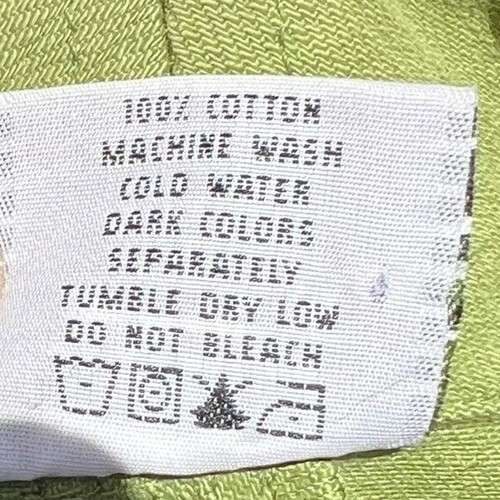 100% COTTON
MACHINE WASH
COLD WATER
DARK COLORS
SEPARATELY
TUMBLE DRY LOW
DO NOT BLEACH